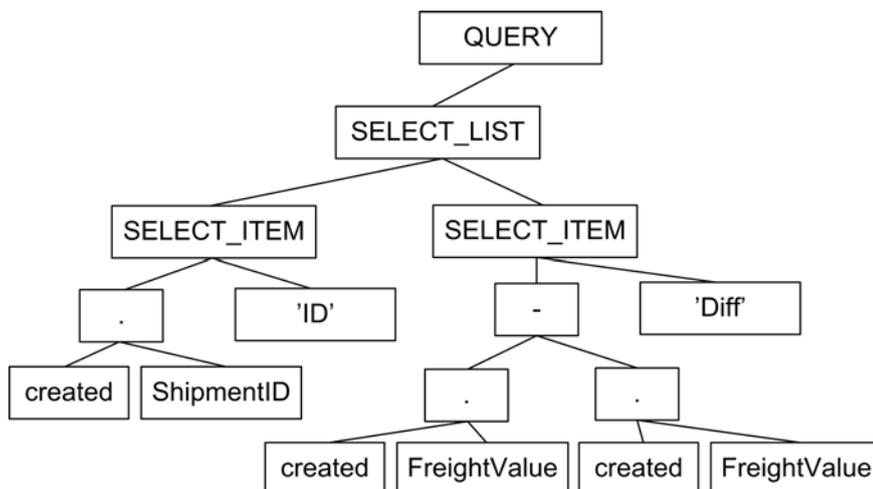 QUERY
SELECT_LIST
SELECT_ITEM SELECT_ITEM
. ’ID’ - ’Diff’
created ShipmentID . .
created FreightValue created FreightValue